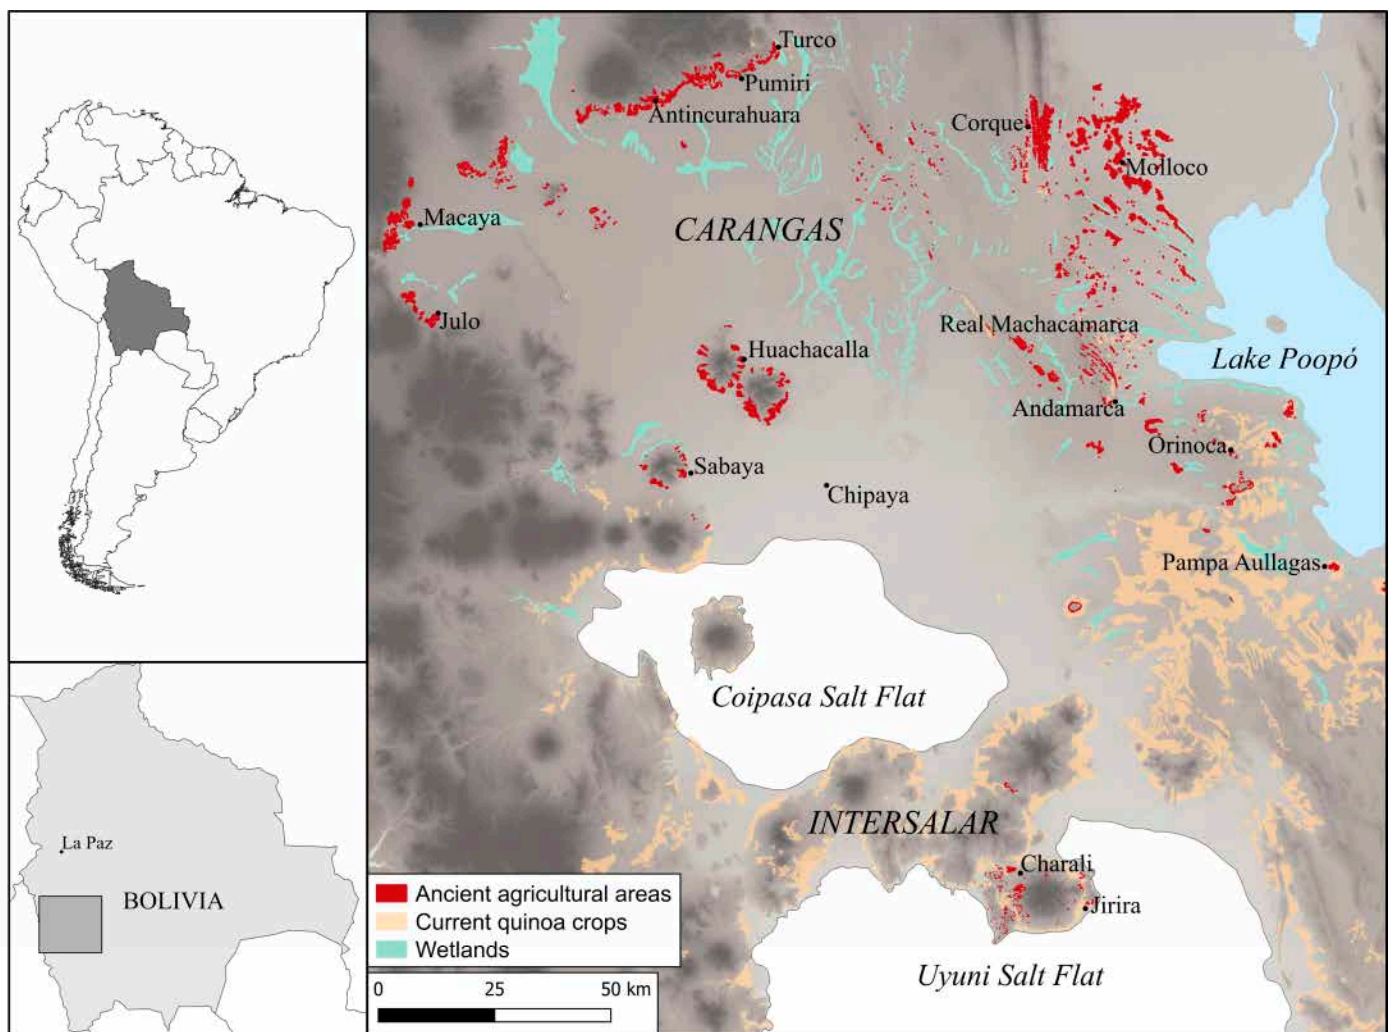 Turco
Pumiri
Antincurahuara
Corque
Molloco
Macaya
CARANGAS
Julo
Real Machacamarca
Huachacalla
Lake Poopó
Andamarca
Orinoca
Sabaya
Chipaya
Pampa Aullagas
Coipasa Salt Flat
INTERSALAR
Charali
Jirira
Uyuni Salt Flat
La Paz
BOLIVIA
Ancient agricultural areas
Current quinoa crops
Wetlands
0 25 50 km